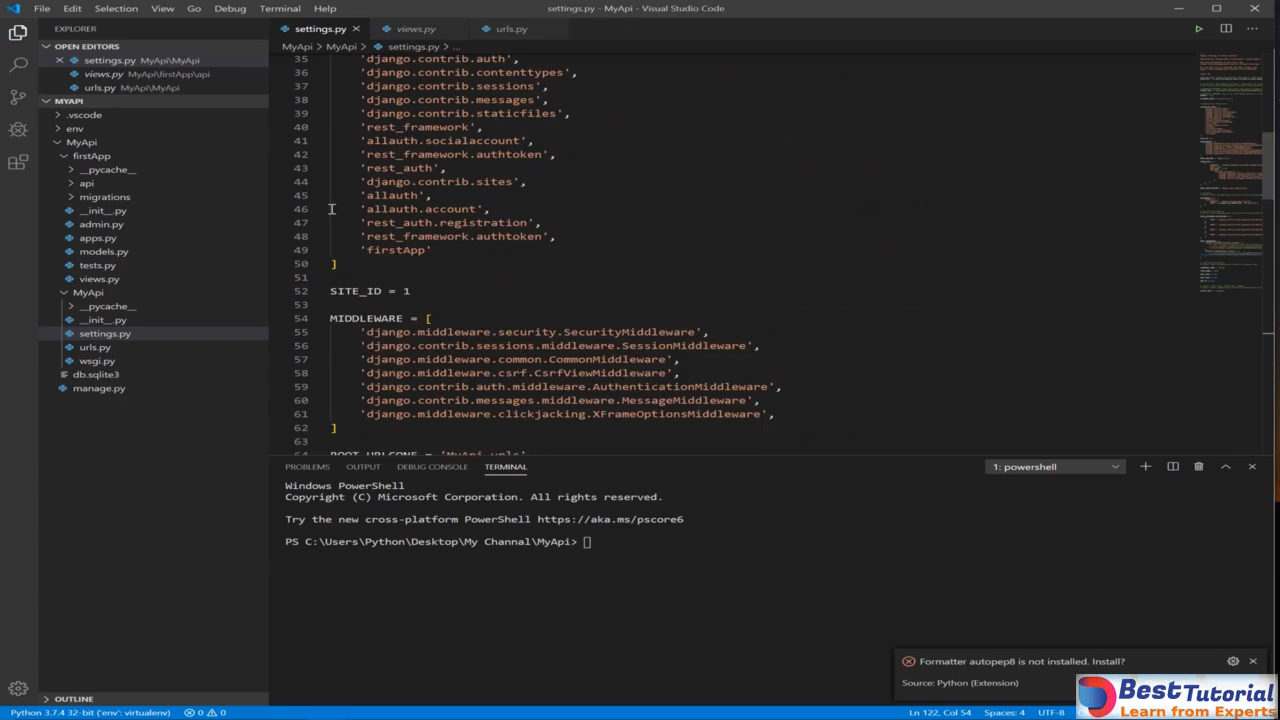 File Edit Selection View Go Debug Terminal Help
settings.py - MyApi - Visual Studio Code
EXPLORER
settings.py
views.py
urls.py
OPEN EDITORS
MyApi > MyApi > settings.py > ...
settings.py MyApi\MyApi
views.py MyApi\firstApp\api
urls.py MyApi\MyApi
MYAPI
.vscode
env
MyApi
firstApp
__pycache__
api
migrations
__init__.py
admin.py
apps.py
models.py
tests.py
views.py
MyApi
__pycache__
__init__.py
settings.py
urls.py
wsgi.py
db.sqlite3
manage.py
OUTLINE
35 'django.contrib.auth',
36 'django.contrib.contenttypes',
37 'django.contrib.sessions',
38 'django.contrib.messages',
39 'django.contrib.staticfiles',
40 'rest_framework',
41 'allauth.socialaccount',
42 'rest_framework.authtoken',
43 'rest_auth',
44 'django.contrib.sites',
45 'allauth',
46 'allauth.account',
47 'rest_auth.registration',
48 'rest_framework.authtoken',
49 'firstApp'
50 ]
51
52 SITE_ID = 1
53
54 MIDDLEWARE = [
55 'django.middleware.security.SecurityMiddleware',
56 'django.contrib.sessions.middleware.SessionMiddleware',
57 'django.middleware.common.CommonMiddleware',
58 'django.middleware.csrf.CsrfViewMiddleware',
59 'django.contrib.auth.middleware.AuthenticationMiddleware',
60 'django.contrib.messages.middleware.MessageMiddleware',
61 'django.middleware.clickjacking.XFrameOptionsMiddleware',
62 ]
63
64 ROOT_URLCONF = 'MyApi.urls'
PROBLEMS OUTPUT DEBUG CONSOLE TERMINAL
1: powershell
Windows PowerShell
Copyright (C) Microsoft Corporation. All rights reserved.
Try the new cross-platform PowerShell https://aka.ms/pscore6
PS C:\Users\Python\Desktop\My Channal\MyApi>
Formatter autopep8 is not installed. Install?
Source: Python (Extension)
BestTutorial
Learn from Experts
Python 3.7.4 32-bit ('env': virtualenv) 0 0
Ln 122, Col 54 Spaces: 4 UTF-8